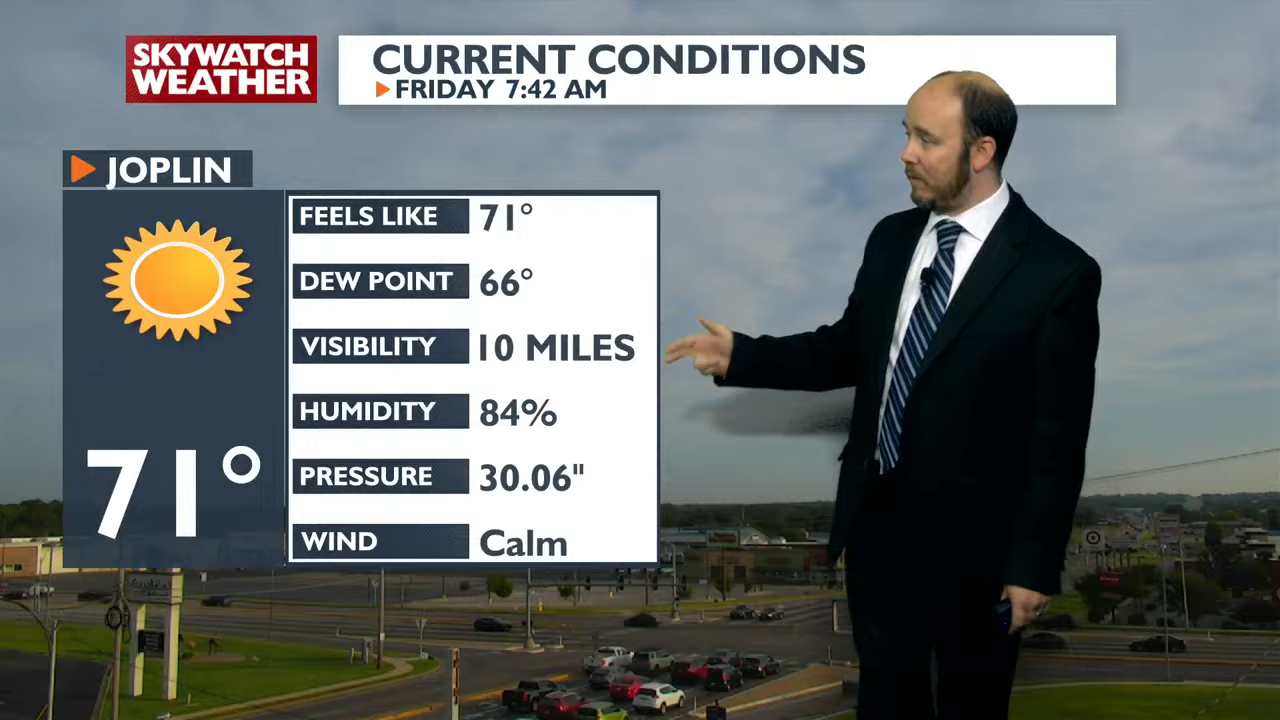 SKYWATCH
WEATHER
CURRENT CONDITIONS
FRIDAY 7:42 AM
JOPLIN
71°
FEELS LIKE 71°
DEW POINT 66°
VISIBILITY 10 MILES
HUMIDITY 84%
PRESSURE 30.06"
WIND Calm